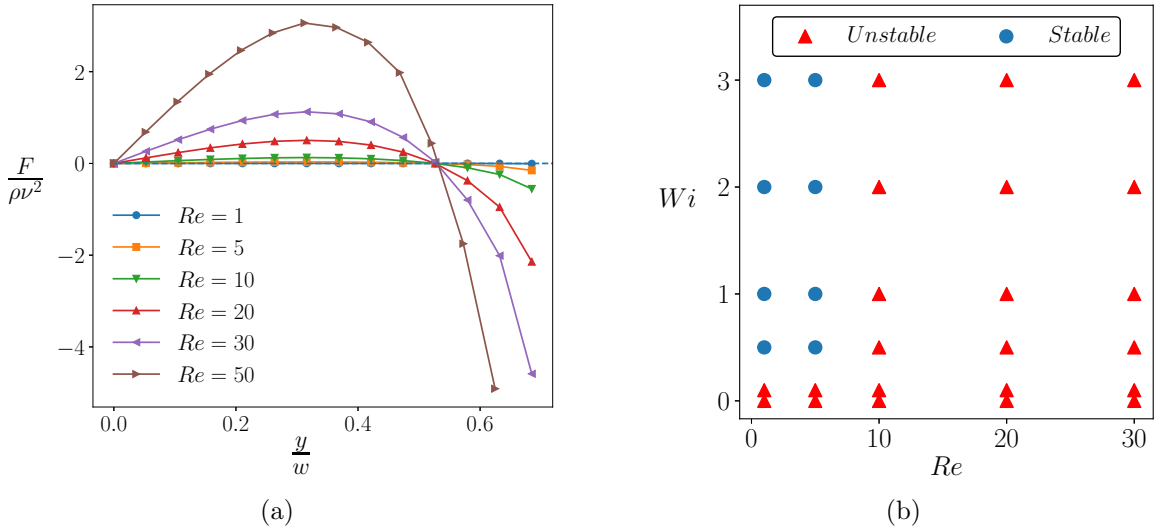 2
0
−2
−4
F
ρν²
Re = 1
Re = 5
Re = 10
Re = 20
Re = 30
Re = 50
0.0 0.2 0.4 0.6
y
w
(a)
Unstable Stable
3
2
1
0
Wi
0 10 20 30
Re
(b)